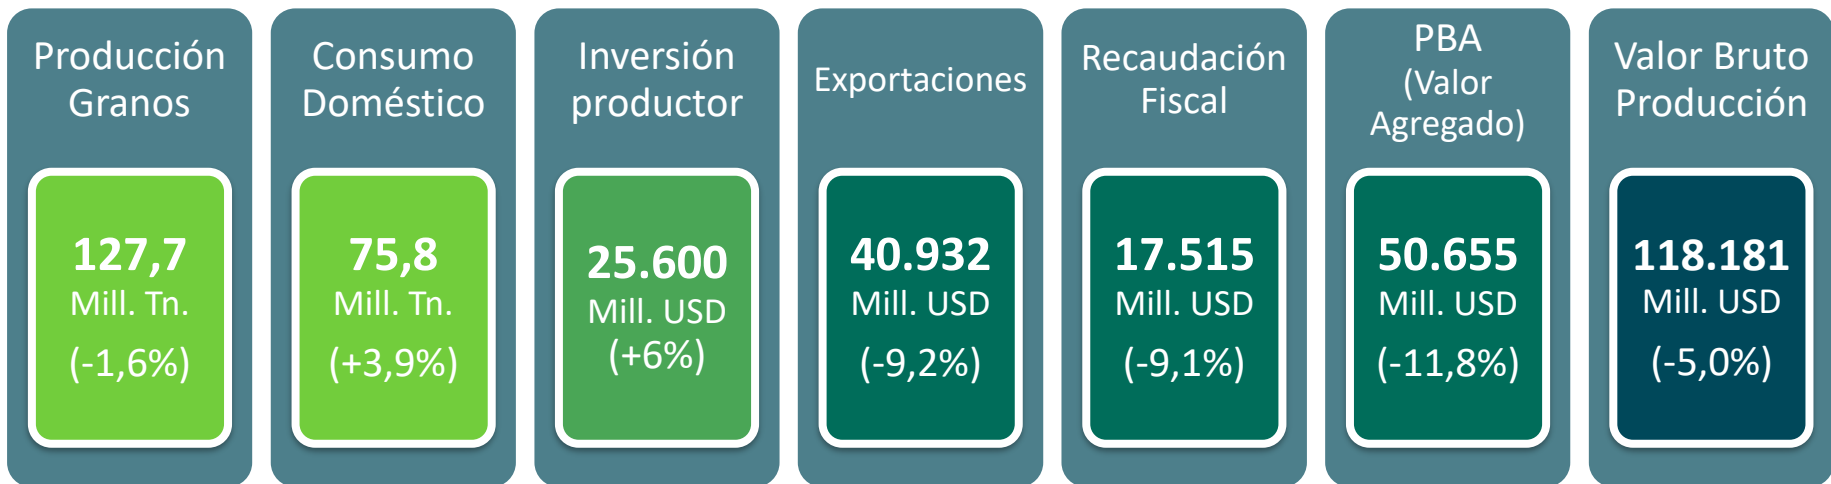 Producción
Granos
127,7
Mill. Tn.
(-1,6%)
Consumo
Doméstico
75,8
Mill. Tn.
(+3,9%)
Inversión
productor
25.600
Mill. USD
(+6%)
Exportaciones
40.932
Mill. USD
(-9,2%)
Recaudación
Fiscal
17.515
Mill. USD
(-9,1%)
PBA
(Valor
Agregado)
50.655
Mill. USD
(-11,8%)
Valor Bruto
Producción
118.181
Mill. USD
(-5,0%)